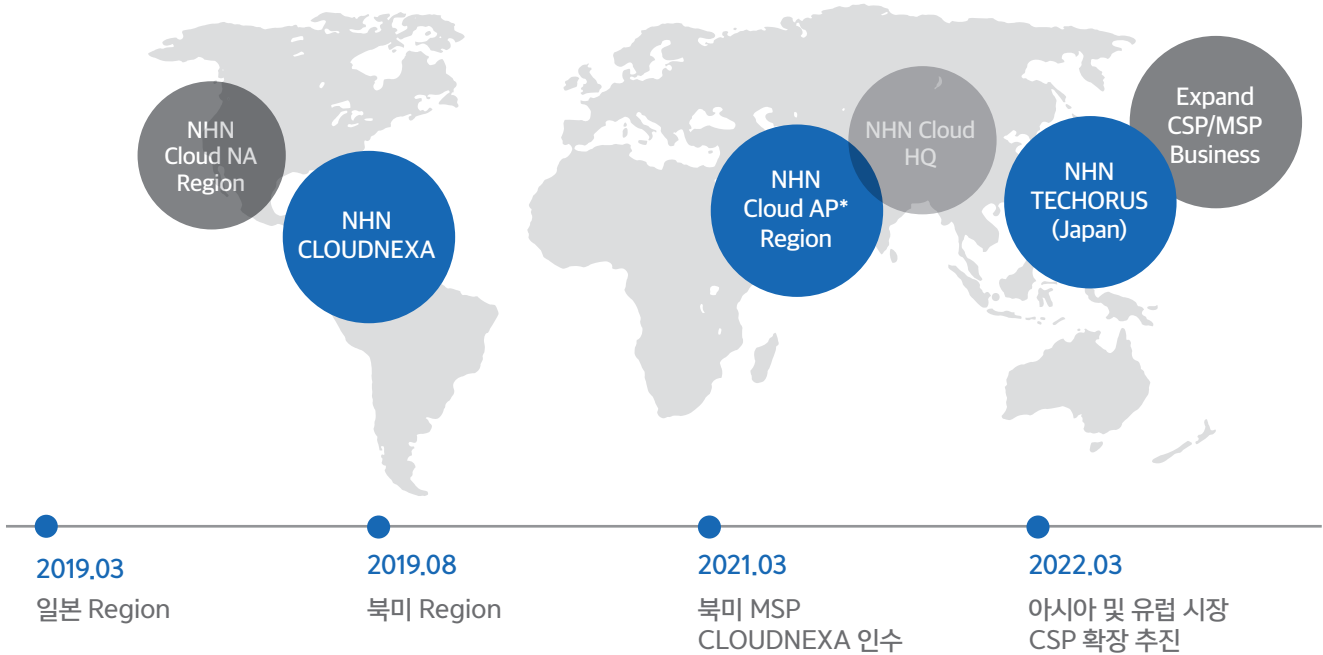 NHN
Cloud NA
Region
NHN
CLOUDNEXA
NHN
Cloud AP*
Region
NHN Cloud
HQ
NHN
TECHORUS
(Japan)
Expand
CSP/MSP
Business
2019.03
일본 Region
2019.08
북미 Region
2021.03
북미 MSP
CLOUDNEXA 인수
2022.03
아시아 및 유럽 시장
CSP 확장 추진